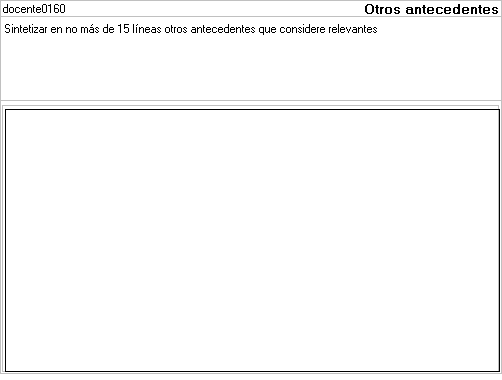 docente0160
Otros antecedentes
Sintetizar en no más de 15 líneas otros antecedentes que considere relevantes